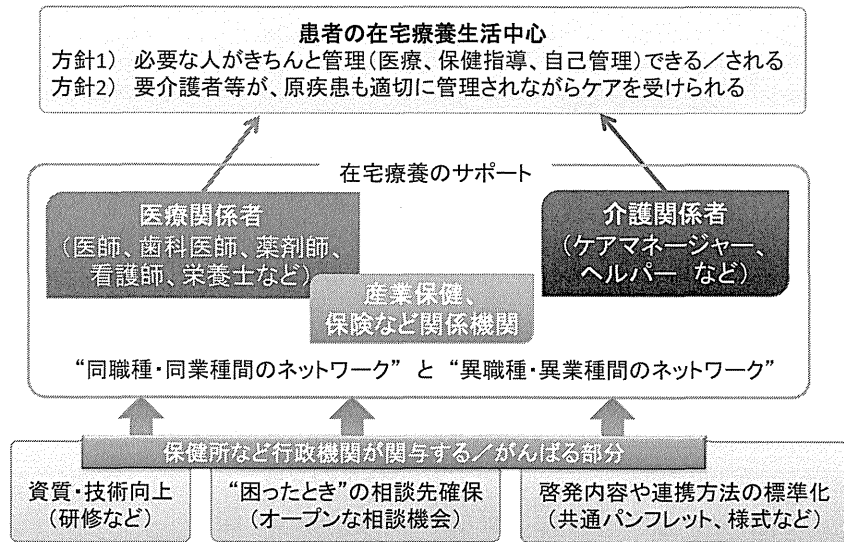 患者の在宅療養生活中心
方針1) 必要な人がきちんと管理(医療、保健指導、自己管理)できる／される
方針2) 要介護者等が、原疾患も適切に管理されながらケアを受けられる
在宅療養のサポート
医療関係者
(医師、歯科医師、薬剤師、
看護師、栄養士など)
介護関係者
(ケアマネージャー、
ヘルパー など)
産業保健、
保険など関係機関
“同職種・同業種間のネットワーク” と “異職種・異業種間のネットワーク”
保健所など行政機関が関与する／がんばる部分
資質・技術向上
(研修など)
“困ったとき”の相談先確保
(オープンな相談機会)
啓発内容や連携方法の標準化
(共通パンフレット、様式など)